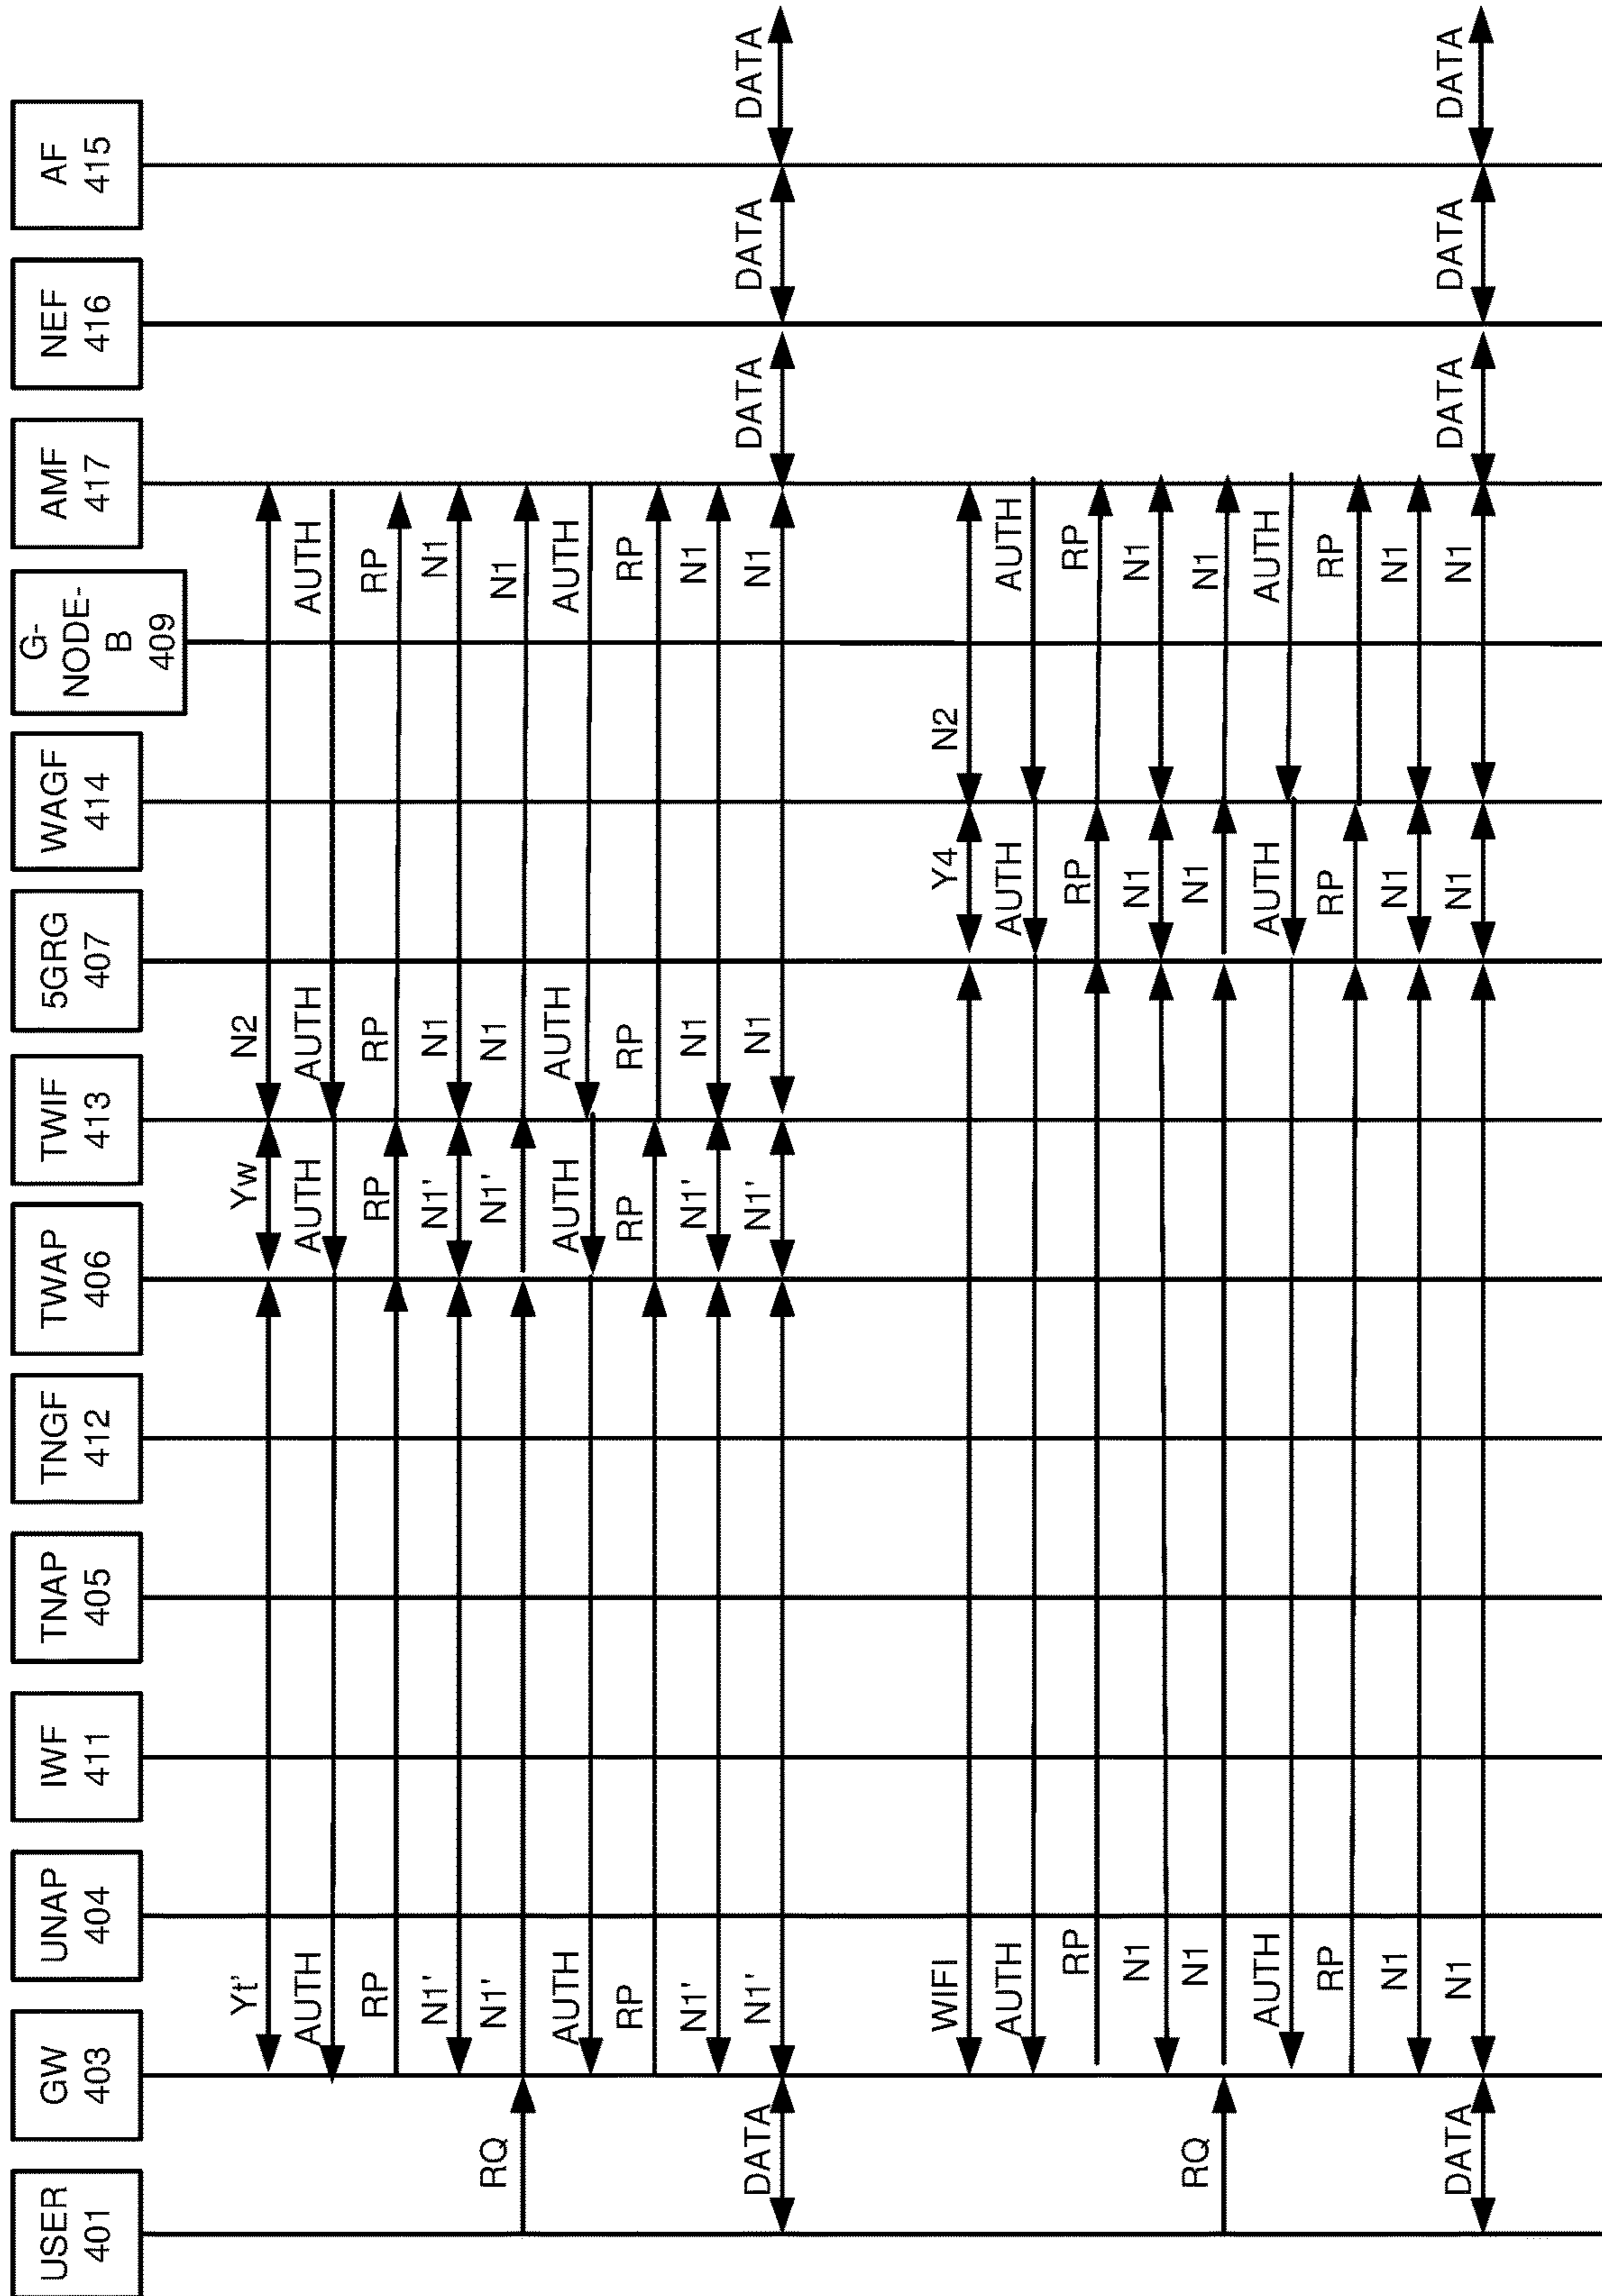 USER
401
GW
403
UNAP
404
IWF
411
TNAP
405
TNGF
412
TWAP
406
TWIF
413
5GRG
407
WAGF
414
G-
NODE-
B
409
AMF
417
NEF
416
AF
415
Yt' Yw N2
AUTH AUTH AUTH AUTH
RP RP RP RP
N1' N1' N1 N1
RQ N1' N1' N1 N1
AUTH AUTH AUTH AUTH
RP RP RP RP
N1' N1' N1 N1
DATA N1' N1' N1 N1 DATA DATA DATA
WIFI Y4 N2
AUTH AUTH AUTH
RP RP RP
N1 N1 N1
RQ N1 N1 N1
AUTH AUTH AUTH
RP RP RP
N1 N1 N1
DATA N1 N1 N1 DATA DATA DATA